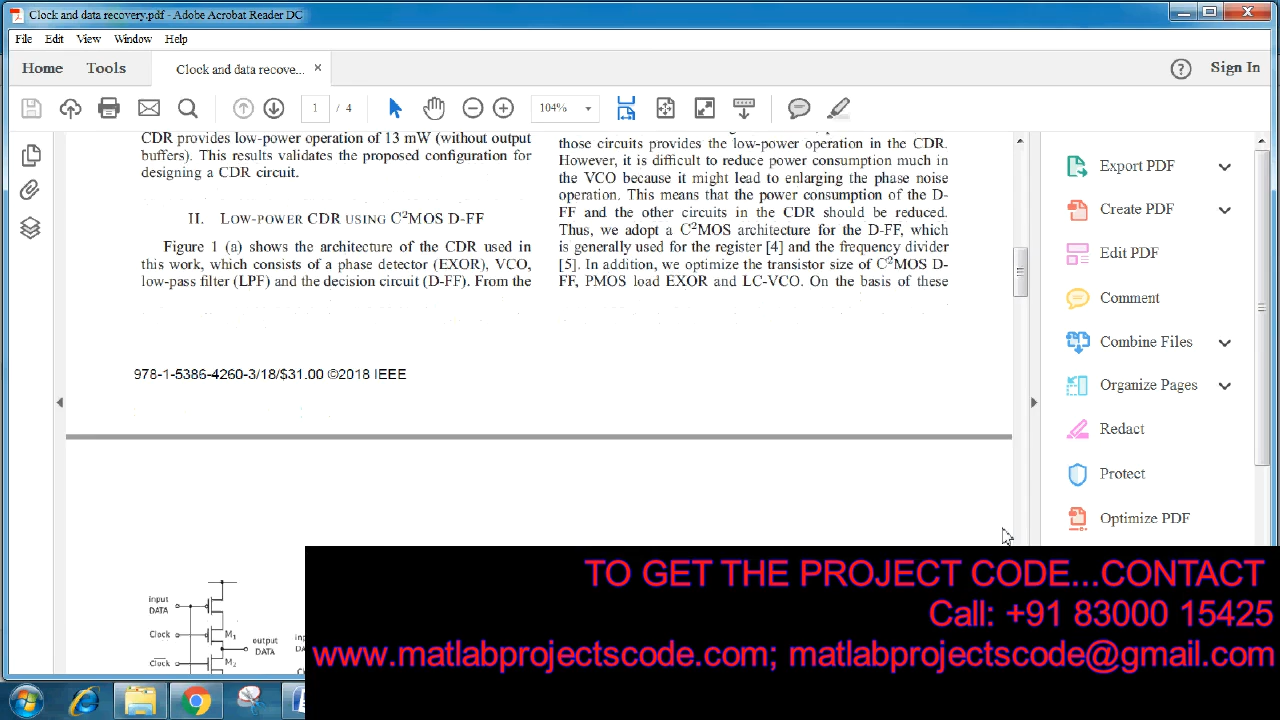 Clock and data recovery.pdf - Adobe Acrobat Reader DC
File Edit View Window Help
Home Tools Clock and data recove... ×
Sign In
1 / 4 104%
CDR provides low-power operation of 13 mW (without output
buffers). This results validates the proposed configuration for
designing a CDR circuit.
II. LOW-POWER CDR USING C²MOS D-FF
Figure 1 (a) shows the architecture of the CDR used in
this work, which consists of a phase detector (EXOR), VCO,
low-pass filter (LPF) and the decision circuit (D-FF). From the
those circuits provides the low-power operation in the CDR.
However, it is difficult to reduce power consumption much in
the VCO because it might lead to enlarging the phase noise
operation. This means that the power consumption of the D-
FF and the other circuits in the CDR should be reduced.
Thus, we adopt a C²MOS architecture for the D-FF, which
is generally used for the register [4] and the frequency divider
[5]. In addition, we optimize the transistor size of C²MOS D-
FF, PMOS load EXOR and LC-VCO. On the basis of these
978-1-5386-4260-3/18/$31.00 ©2018 IEEE
input
DATA
Clock
M₁
output
DATA
Clock
M₂
Export PDF
Create PDF
Edit PDF
Comment
Combine Files
Organize Pages
Redact
Protect
Optimize PDF
TO GET THE PROJECT CODE...CONTACT
Call: +91 83000 15425
www.matlabprojectscode.com; matlabprojectscode@gmail.com